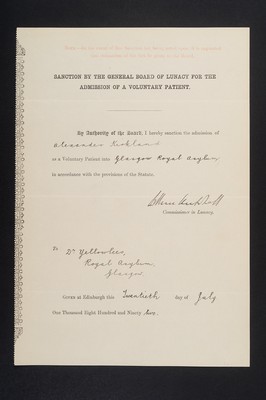 SANCTION BY THE GENERAL BOARD OF LUNACY FOR THE
ADMISSION OF A VOLUNTARY PATIENT.
By Authority of the Board, I hereby sanction the admission of
Alexander Kirkland
as a Voluntary Patient into Glasgow Royal Asylum
in accordance with the provisions of the Statute.
Commissioner in Lunacy.
To Dr Yellowlees,
Royal Asylum,
Glasgow.
Given at Edinburgh this Twentieth day of July
One Thousand Eight Hundred and Ninety